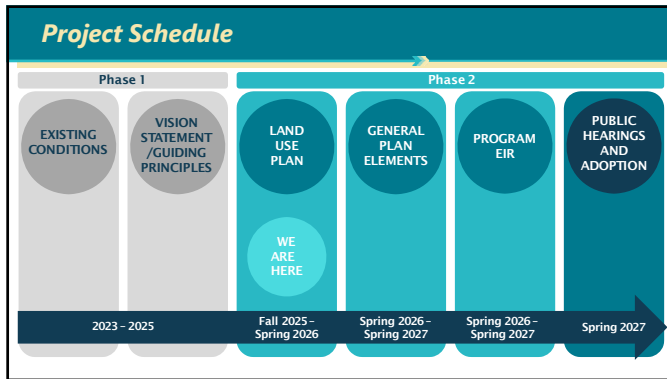 Project Schedule
Phase 1
Phase 2
EXISTING
CONDITIONS
VISION
STATEMENT
/GUIDING
PRINCIPLES
LAND
USE
PLAN
GENERAL
PLAN
ELEMENTS
PROGRAM
EIR
PUBLIC
HEARINGS
AND
ADOPTION
WE
ARE
HERE
2023 – 2025
Fall 2025 –
Spring 2026
Spring 2026 –
Spring 2027
Spring 2026 –
Spring 2027
Spring 2027